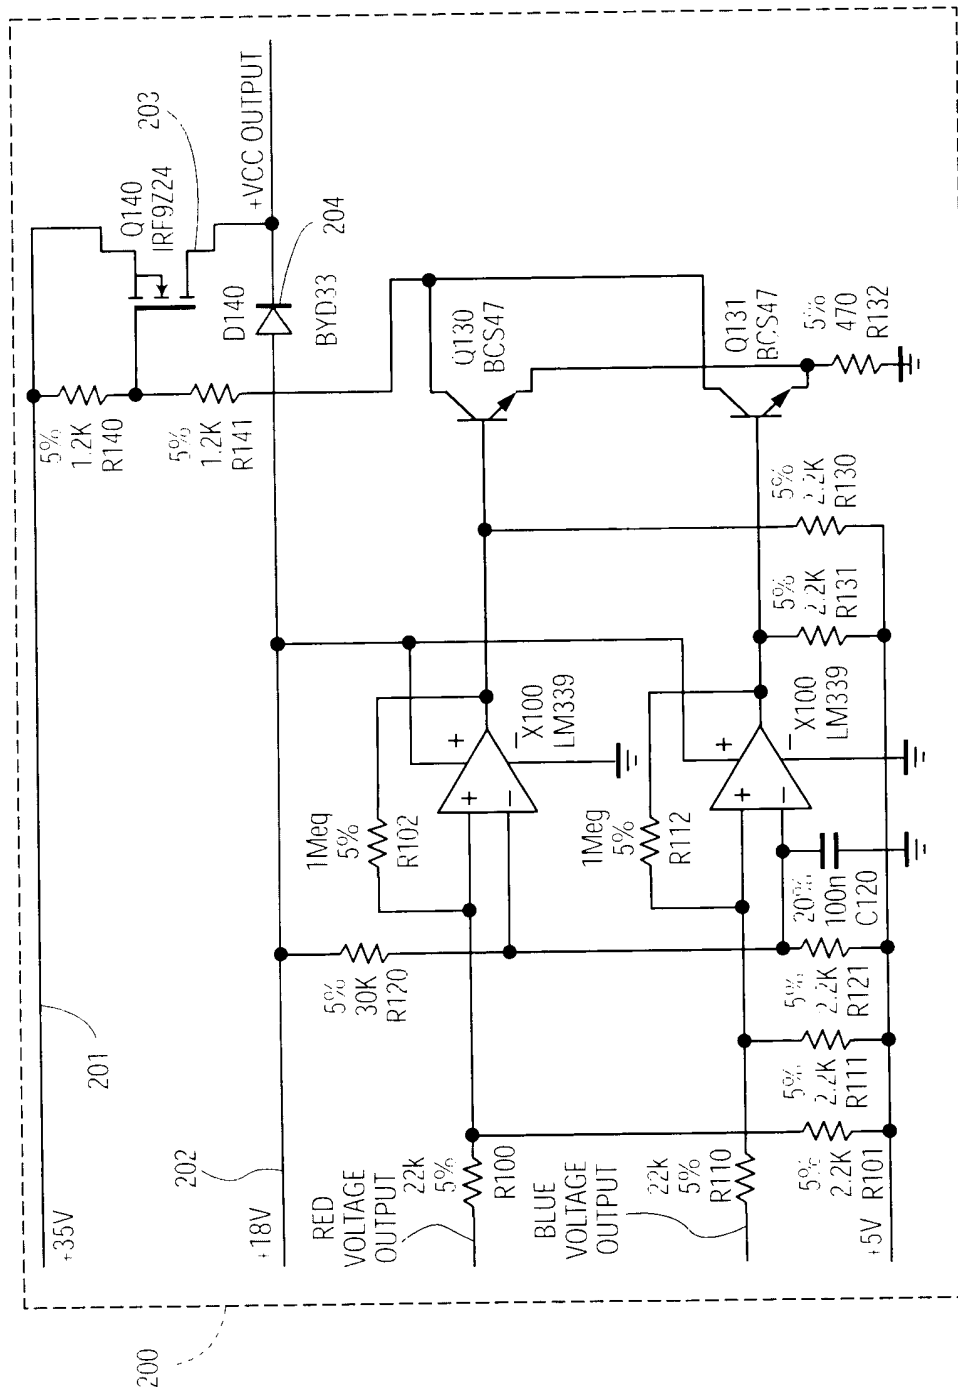 200
+35V
201
5%
1.2K
R140
Q140
IRF9Z24
203
5%
1.2K
R141
+18V
202
D140
BYD33
204
+VCC OUTPUT
RED
VOLTAGE
OUTPUT
22k
5%
R100
5%
30K
R120
1Meq
5%
R102
+
-
+
-
X100
LM339
Q130
BCS47
BLUE
VOLTAGE
OUTPUT
22k
5%
R110
1Meg
5%
R112
+
-
+
-
X100
LM339
Q131
BCS47
+5V
5%
2.2K
R101
5%
2.2K
R111
5%
2.2K
R121
20%
100n
C120
5%
2.2K
R131
5%
2.2K
R130
5%
470
R132